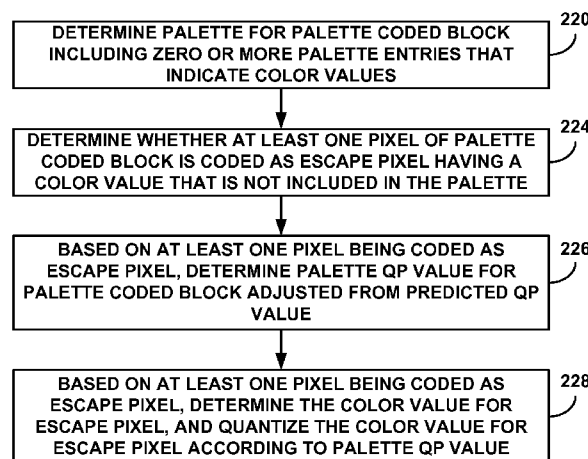 220
DETERMINE PALETTE FOR PALETTE CODED BLOCK
INCLUDING ZERO OR MORE PALETTE ENTRIES THAT
INDICATE COLOR VALUES
224
DETERMINE WHETHER AT LEAST ONE PIXEL OF PALETTE
CODED BLOCK IS CODED AS ESCAPE PIXEL HAVING A
COLOR VALUE THAT IS NOT INCLUDED IN THE PALETTE
226
BASED ON AT LEAST ONE PIXEL BEING CODED AS
ESCAPE PIXEL, DETERMINE PALETTE QP VALUE FOR
PALETTE CODED BLOCK ADJUSTED FROM PREDICTED QP
VALUE
228
BASED ON AT LEAST ONE PIXEL BEING CODED AS
ESCAPE PIXEL, DETERMINE THE COLOR VALUE FOR
ESCAPE PIXEL, AND QUANTIZE THE COLOR VALUE FOR
ESCAPE PIXEL ACCORDING TO PALETTE QP VALUE